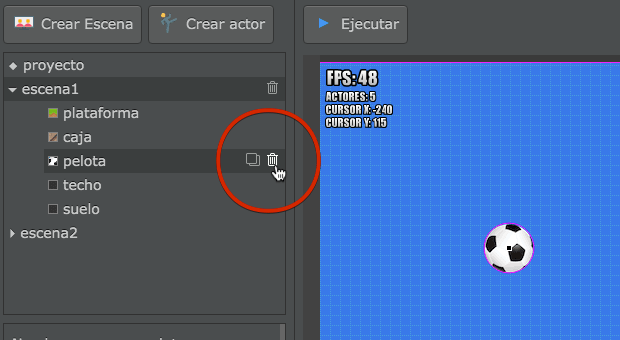 Crear Escena
Crear actor
Ejecutar
proyecto
escena1
plataforma
caja
pelota
techo
suelo
escena2
FPS: 48
ACTORES: 5
CURSOR X: -240
CURSOR Y: 115